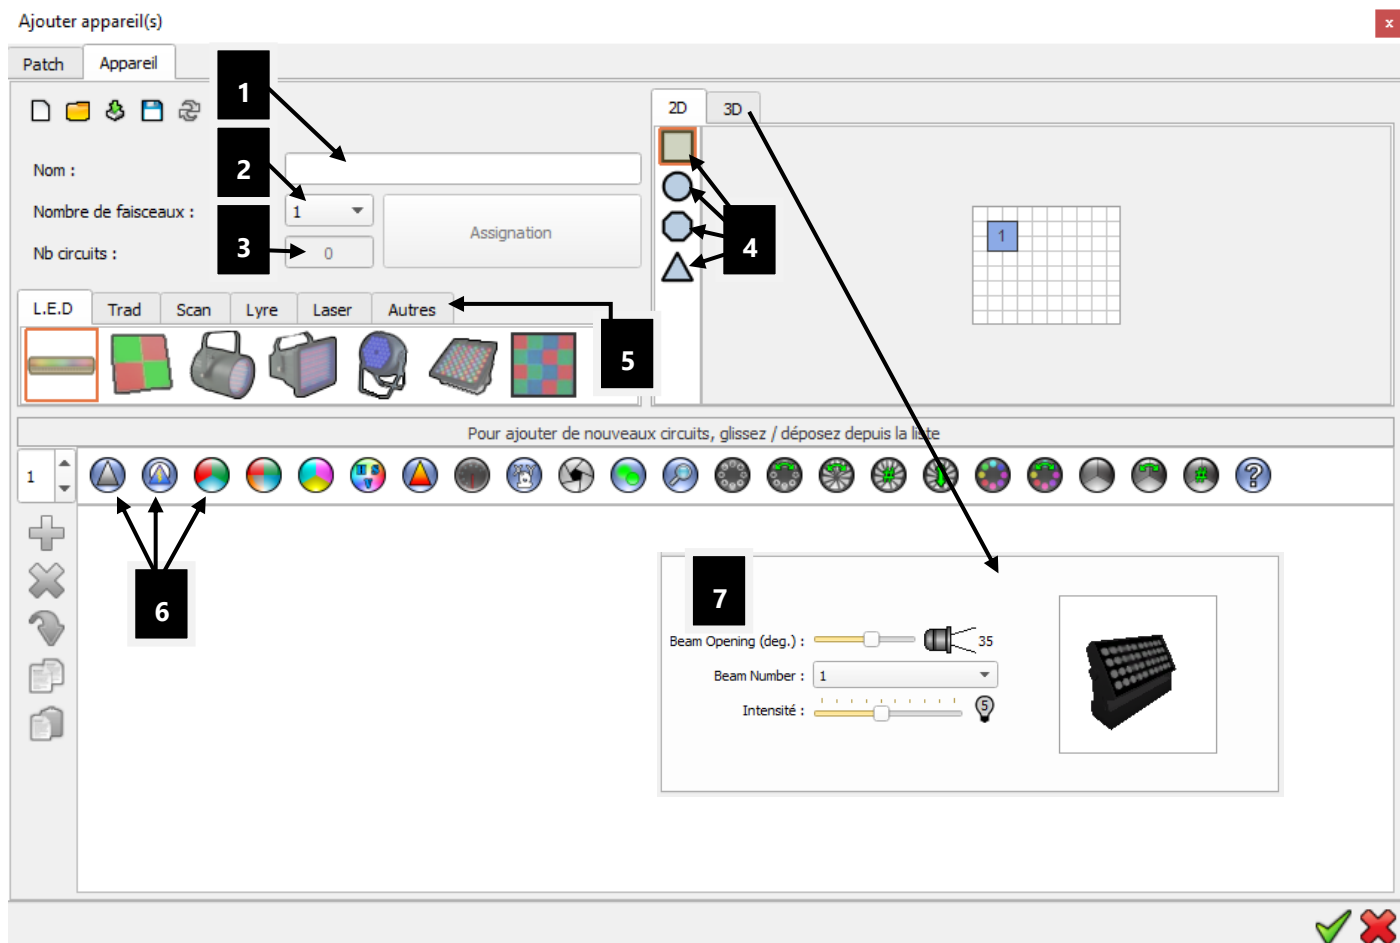 Ajouter appareil(s)
x
Patch Appareil
1
2D 3D
Nom :
2
Nombre de faisceaux : 1
Assignation
Nb circuits : 3 0
4
1
L.E.D Trad Scan Lyre Laser Autres
5
Pour ajouter de nouveaux circuits, glissez / déposez depuis la liste
1
T S V
#
#
?
6
7
Beam Opening (deg.) : 35
Beam Number : 1
Intensité : 5